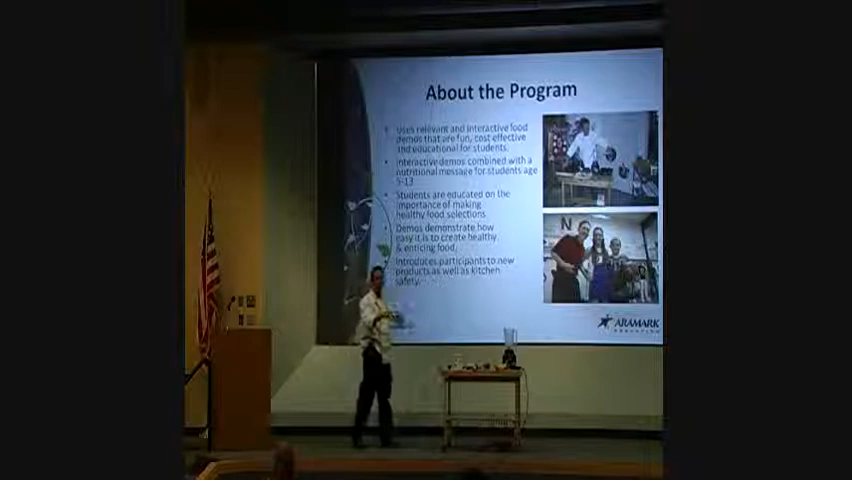 About the Program
• Uses relevant and interactive food
demos that are fun, cost effective
and educational for students.
• Interactive demos combined with a
nutritional message for students age
5-13
• Students are educated on the
importance of making
healthy food selections
• Demos demonstrate how
easy it is to create healthy
& enticing food.
• Introduces participants to new
products as well as kitchen
safety.
N
ARAMARK
EDUCATION